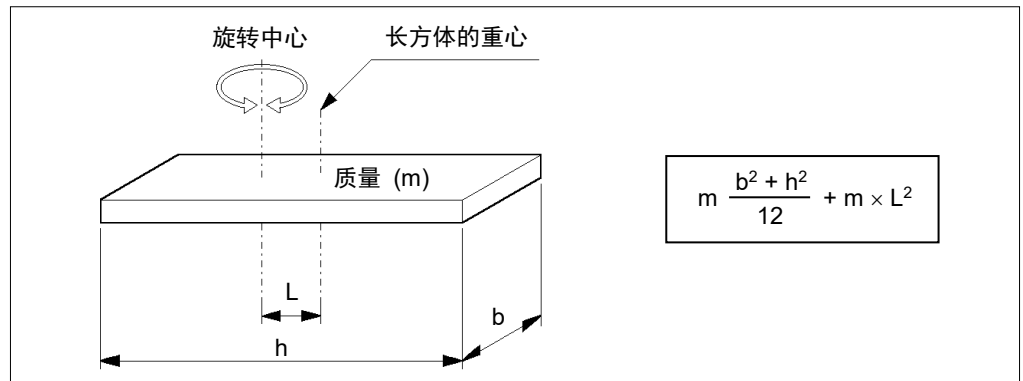 旋转中心
长方体的重心
质量 (m)
L
b
h
m (b² + h²)/12 + m × L²